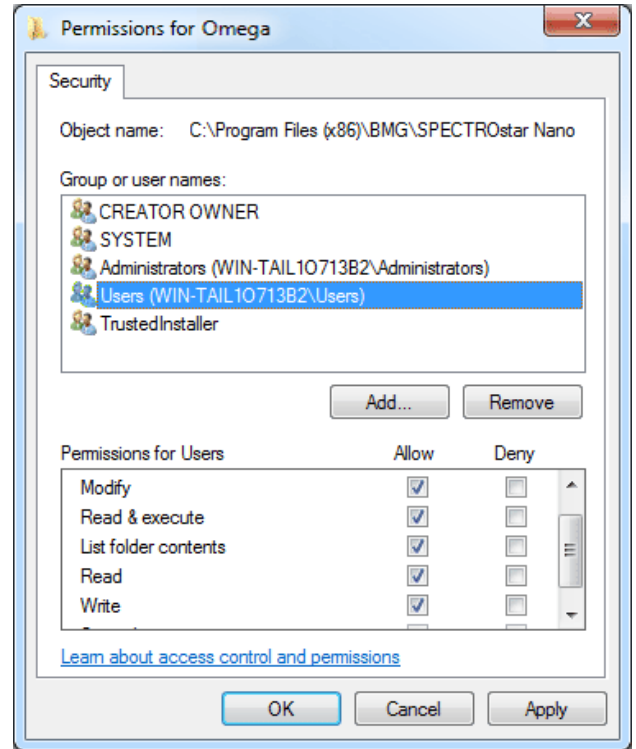 Permissions for Omega
Security
Object name: C:\Program Files (x86)\BMG\SPECTROstar Nano
Group or user names:
CREATOR OWNER
SYSTEM
Administrators (WIN-TAIL1O713B2\Administrators)
Users (WIN-TAIL1O713B2\Users)
TrustedInstaller
Add... Remove
Permissions for Users Allow Deny
Modify
Read & execute
List folder contents
Read
Write
Learn about access control and permissions
OK Cancel Apply